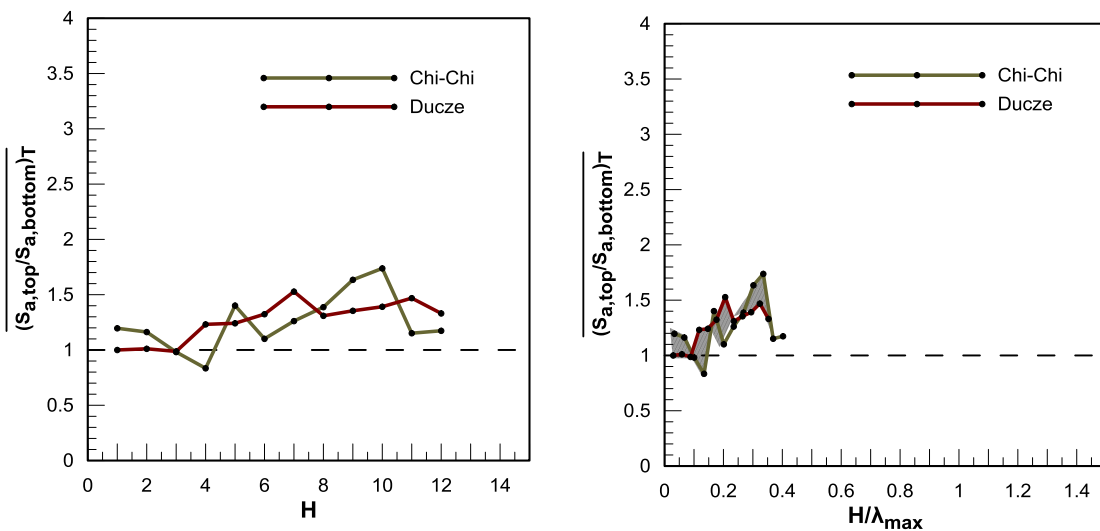 4
3.5
3
2.5
2
1.5
1
0.5
0
(Sa,top/Sa,bottom)T
Chi-Chi
Ducze
0 2 4 6 8 10 12 14
H
4
3.5
3
2.5
2
1.5
1
0.5
0
(Sa,top/Sa,bottom)T
Chi-Chi
Ducze
0 0.2 0.4 0.6 0.8 1 1.2 1.4
H/λmax